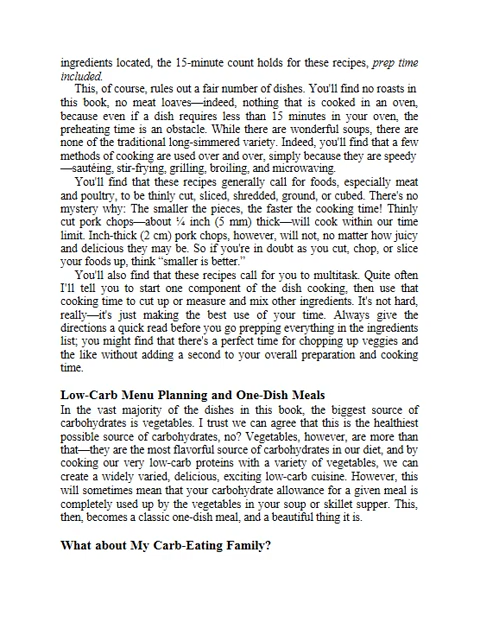 ingredients located, the 15-minute count holds for these recipes, prep time
included.
This, of course, rules out a fair number of dishes. You'll find no roasts in
this book, no meat loaves—indeed, nothing that is cooked in an oven,
because even if a dish requires less than 15 minutes in your oven, the
preheating time is an obstacle. While there are wonderful soups, there are
none of the traditional long-simmered variety. Indeed, you'll find that a few
methods of cooking are used over and over, simply because they are speedy
—sautéing, stir-frying, grilling, broiling, and microwaving.
You'll find that these recipes generally call for foods, especially meat
and poultry, to be thinly cut, sliced, shredded, ground, or cubed. There's no
mystery why: The smaller the pieces, the faster the cooking time! Thinly
cut pork chops—about ¼ inch (5 mm) thick—will cook within our time
limit. Inch-thick (2 cm) pork chops, however, will not, no matter how juicy
and delicious they may be. So if you're in doubt as you cut, chop, or slice
your foods up, think “smaller is better.”
You'll also find that these recipes call for you to multitask. Quite often
I'll tell you to start one component of the dish cooking, then use that
cooking time to cut up or measure and mix other ingredients. It's not hard,
really—it's just making the best use of your time. Always give the
directions a quick read before you go prepping everything in the ingredients
list; you might find that there's a perfect time for chopping up veggies and
the like without adding a second to your overall preparation and cooking
time.
Low-Carb Menu Planning and One-Dish Meals
In the vast majority of the dishes in this book, the biggest source of
carbohydrates is vegetables. I trust we can agree that this is the healthiest
possible source of carbohydrates, no? Vegetables, however, are more than
that—they are the most flavorful source of carbohydrates in our diet, and by
cooking our very low-carb proteins with a variety of vegetables, we can
create a widely varied, delicious, exciting low-carb cuisine. However, this
will sometimes mean that your carbohydrate allowance for a given meal is
completely used up by the vegetables in your soup or skillet supper. This,
then, becomes a classic one-dish meal, and a beautiful thing it is.
What about My Carb-Eating Family?